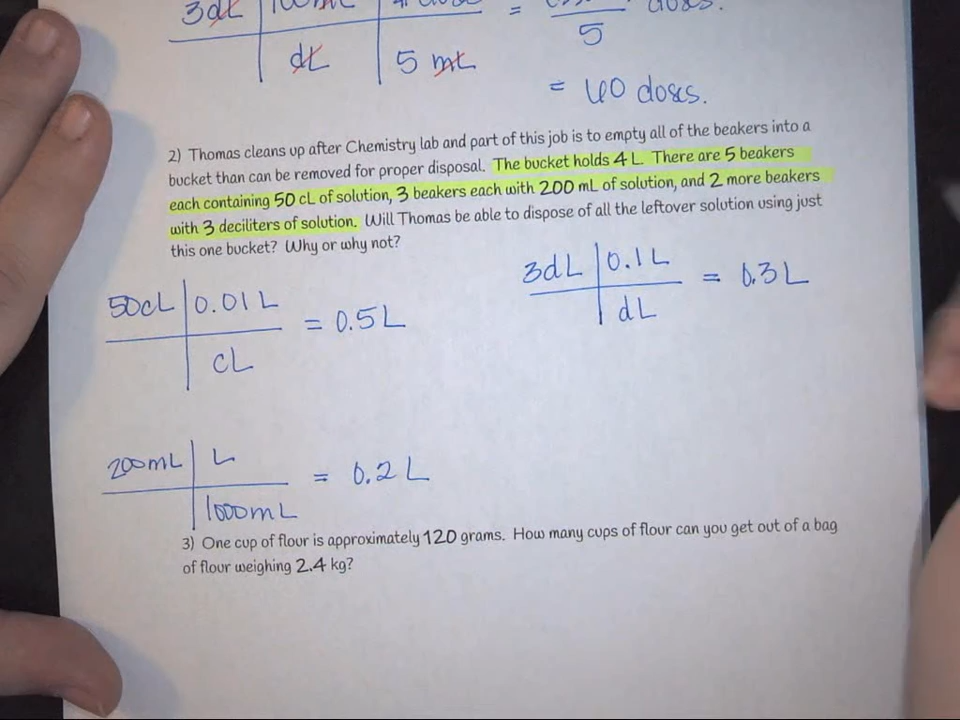 3dL 100mL = doses.
dL 5 mL 5
= 60 doses.
2) Thomas cleans up after Chemistry lab and part of this job is to empty all of the beakers into a
bucket than can be removed for proper disposal. The bucket holds 4 L. There are 5 beakers
each containing 50 cL of solution, 3 beakers each with 200 mL of solution, and 2 more beakers
with 3 deciliters of solution. Will Thomas be able to dispose of all the leftover solution using just
this one bucket? Why or why not?
50cL 0.01 L = 0.5 L
cL
3dL 0.1 L = 0.3 L
dL
200mL L = 0.2 L
1000mL
3) One cup of flour is approximately 120 grams. How many cups of flour can you get out of a bag
of flour weighing 2.4 kg?